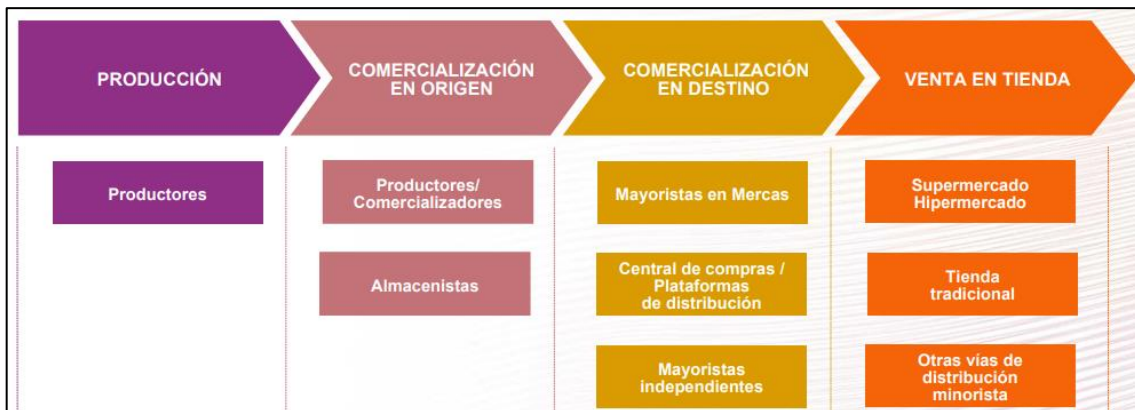 PRODUCCIÓN
COMERCIALIZACIÓN
EN ORIGEN
COMERCIALIZACIÓN
EN DESTINO
VENTA EN TIENDA
Productores
Productores/
Comercializadores
Almacenistas
Mayoristas en Mercas
Central de compras /
Plataformas
de distribución
Mayoristas
independientes
Supermercado
Hipermercado
Tienda
tradicional
Otras vías de
distribución
minorista